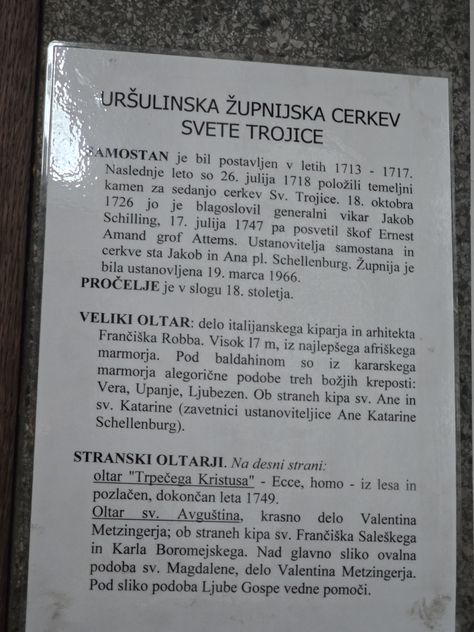 URŠULINSKA ŽUPNIJSKA CERKEV
SVETE TROJICE
SAMOSTAN je bil postavljen v letih 1713 - 1717.
Naslednje leto so 26. julija 1718 položili temeljni
kamen za sedanjo cerkev Sv. Trojice. 18. oktobra
1726 jo je blagoslovil generalni vikar Jakob
Schilling, 17. julija 1747 pa posvetil škof Ernest
Amand grof Attems. Ustanovitelja samostana in
cerkve sta Jakob in Ana pl. Schellenburg. Župnija je
bila ustanovljena 19. marca 1966.
PROČELJE je v slogu 18. stoletja.
VELIKI OLTAR: delo italijanskega kiparja in arhitekta
Frančiška Robba. Visok l7 m, iz najlepšega afriškega
marmorja. Pod baldahinom so iz kararskega
marmorja alegorične podobe treh božjih kreposti:
Vera, Upanje, Ljubezen. Ob straneh kipa sv. Ane in
sv. Katarine (zavetnici ustanoviteljice Ane Katarine
Schellenburg).
STRANSKI OLTARJI. Na desni strani:
oltar "Trpečega Kristusa" - Ecce, homo - iz lesa in
pozlačen, dokončan leta 1749.
Oltar sv. Avguština, krasno delo Valentina
Metzingerja; ob straneh kipa sv. Frančiška Saleškega
in Karla Boromejskega. Nad glavno sliko ovalna
podoba sv. Magdalene, delo Valentina Metzingerja.
Pod sliko podoba Ljube Gospe vedne pomoči.